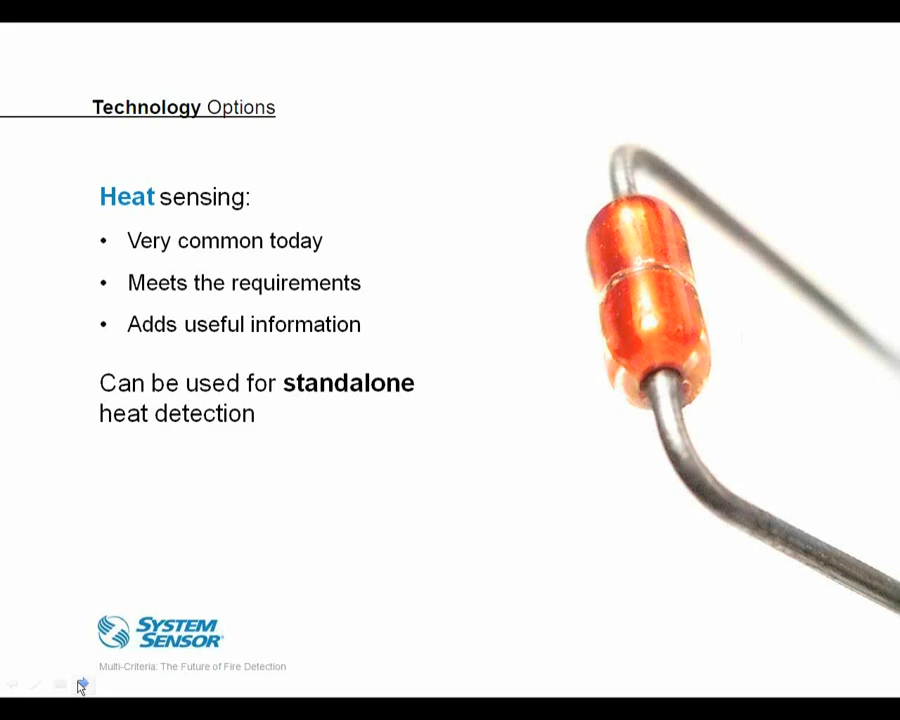 Technology Options
Heat sensing:
• Very common today
• Meets the requirements
• Adds useful information
Can be used for standalone
heat detection
SYSTEM
SENSOR
Multi-Criteria: The Future of Fire Detection